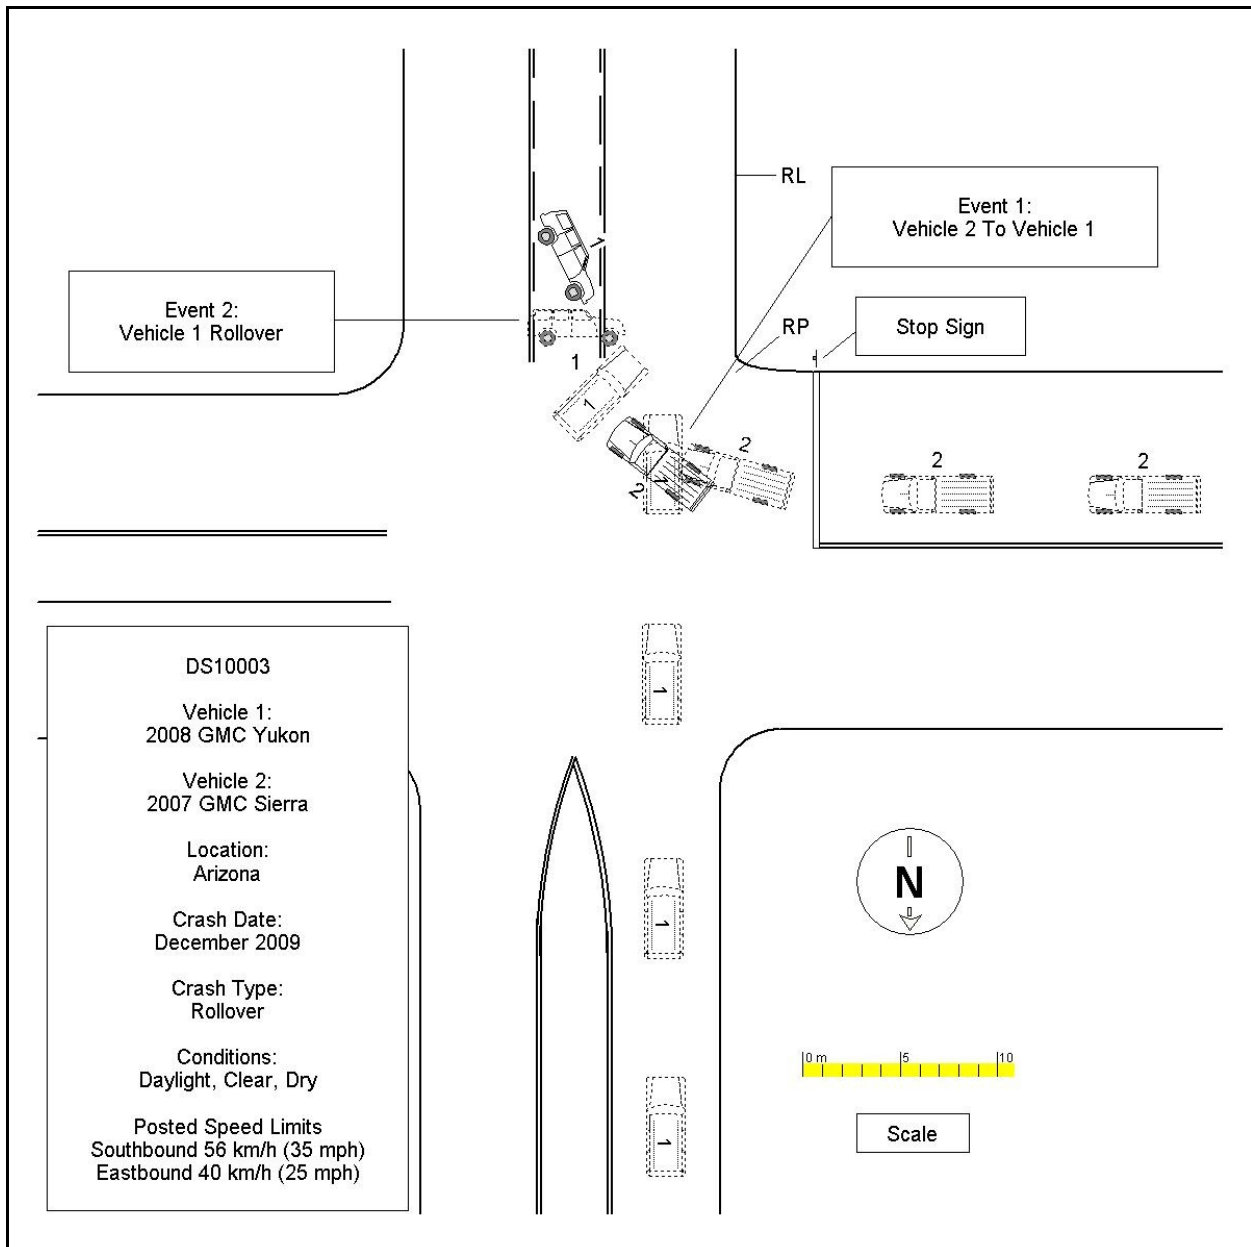 RL
Event 1:
Vehicle 2 To Vehicle 1
1
Event 2:
Vehicle 1 Rollover
RP
Stop Sign
1
1
2
2
2
2
1
1
DS10003
Vehicle 1:
2008 GMC Yukon
Vehicle 2:
2007 GMC Sierra
Location:
Arizona
Crash Date:
December 2009
Crash Type:
Rollover
Conditions:
Daylight, Clear, Dry
Posted Speed Limits
Southbound 56 km/h (35 mph)
Eastbound 40 km/h (25 mph)
1
N
1
0 m 5 10
Scale
1